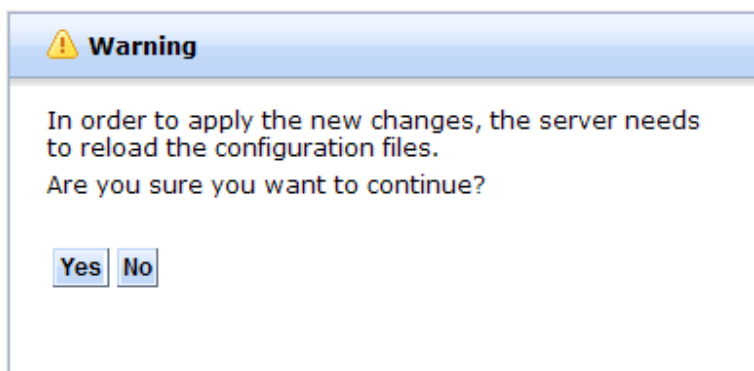 Warning
In order to apply the new changes, the server needs
to reload the configuration files.
Are you sure you want to continue?
Yes No